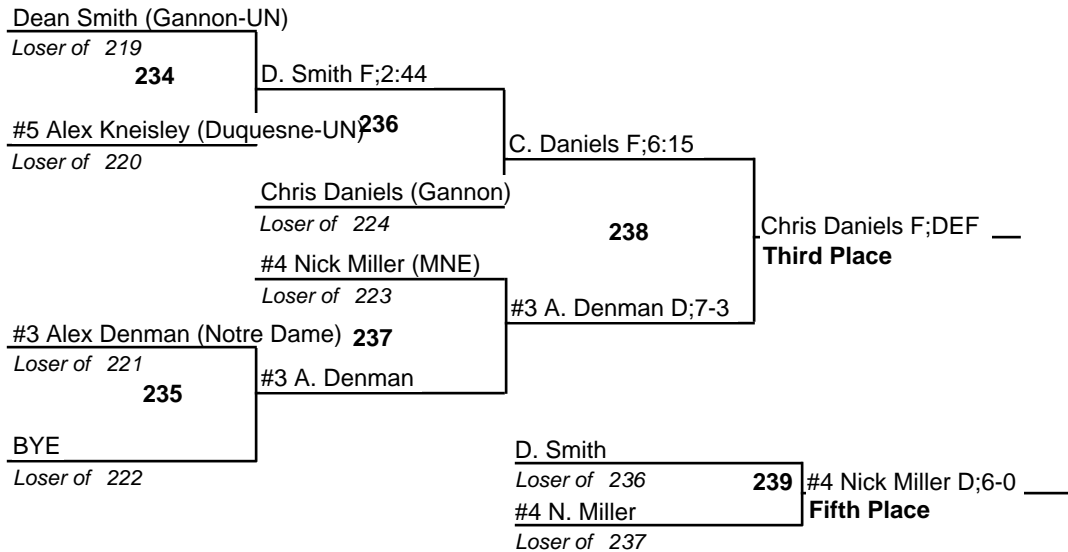 Dean Smith (Gannon-UN)
Loser of 219
234
D. Smith F;2:44
#5 Alex Kneisley (Duquesne-UN)
236
Loser of 220
C. Daniels F;6:15
Chris Daniels (Gannon)
Loser of 224
238
Chris Daniels F;DEF
Third Place
#4 Nick Miller (MNE)
Loser of 223
#3 A. Denman D;7-3
#3 Alex Denman (Notre Dame)
237
Loser of 221
235
#3 A. Denman
BYE
Loser of 222
D. Smith
Loser of 236
239
#4 Nick Miller D;6-0
Fifth Place
#4 N. Miller
Loser of 237